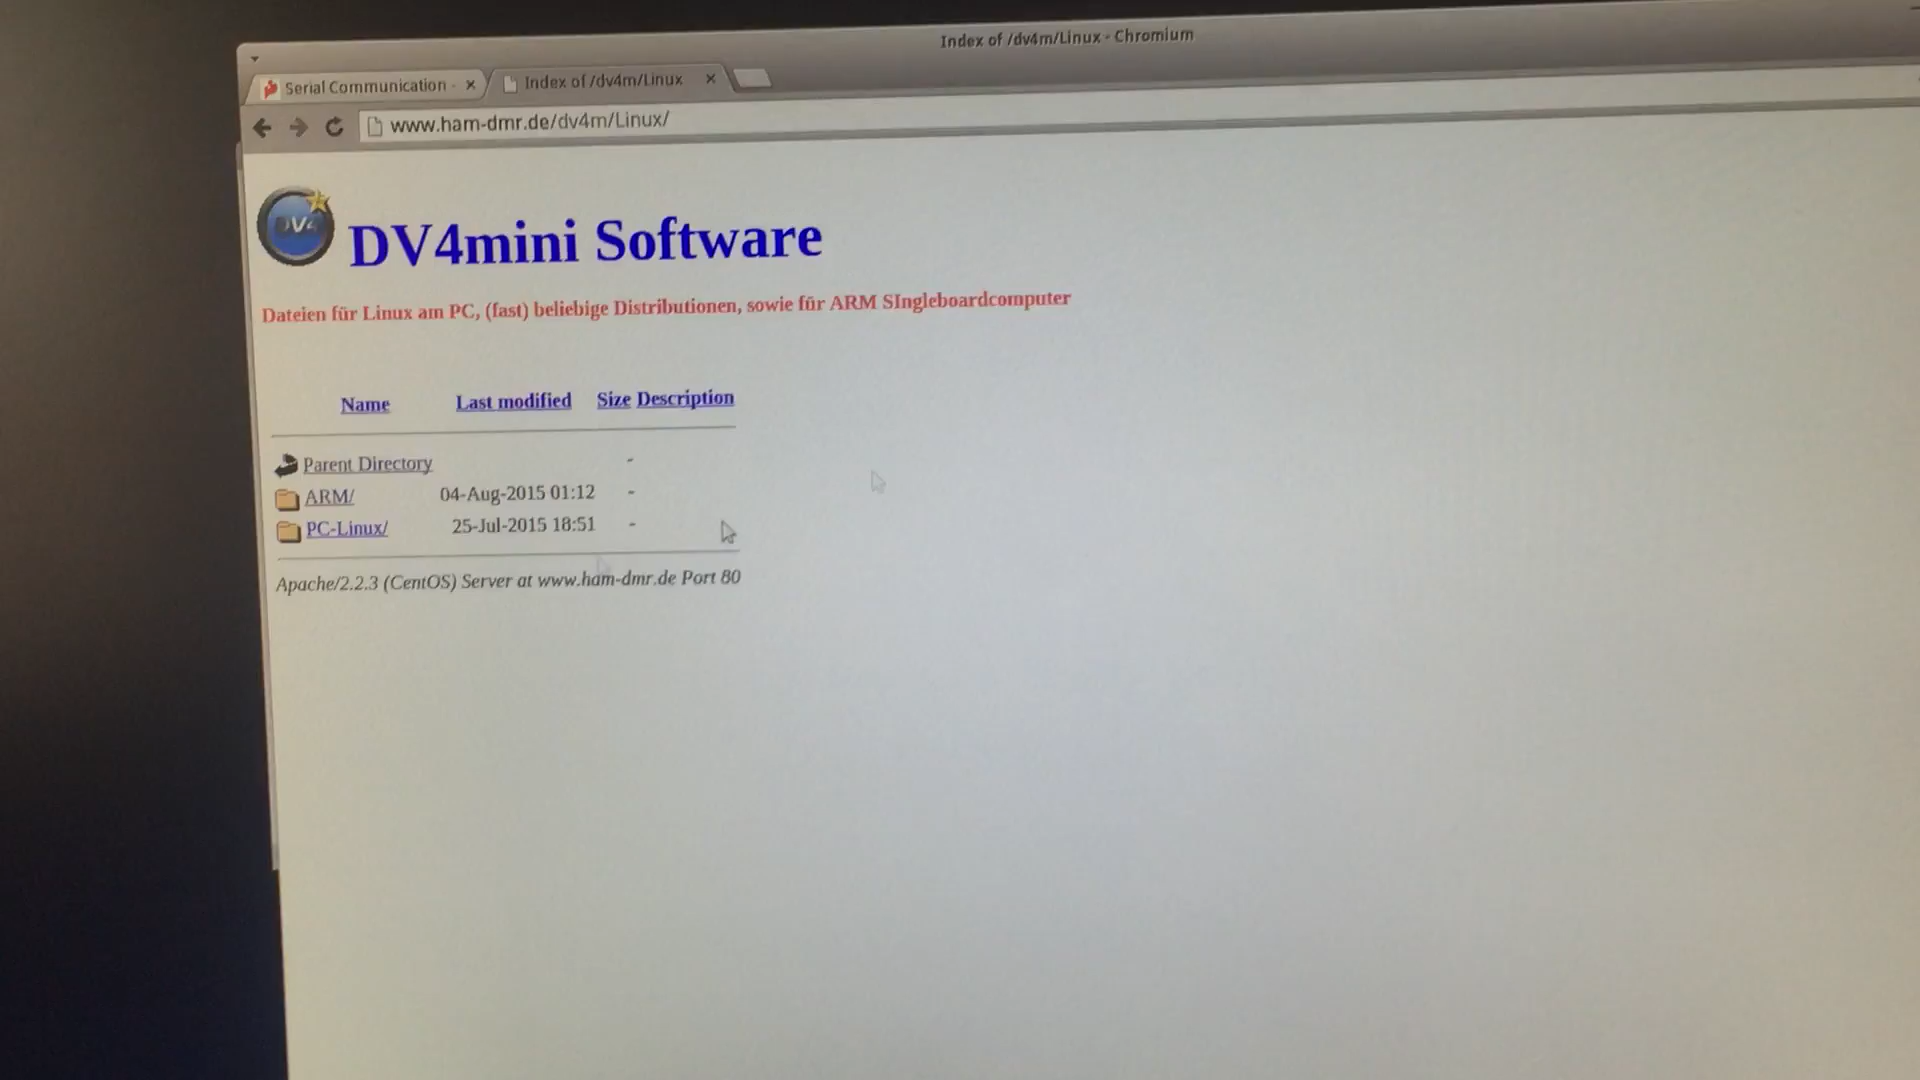 Index of /dv4m/Linux - Chromium
Serial Communication -
Index of /dv4m/Linux
www.ham-dmr.de/dv4m/Linux/
DV4
DV4mini Software
Dateien für Linux am PC, (fast) beliebige Distributionen, sowie für ARM SIngleboardcomputer
Name Last modified Size Description
Parent Directory -
ARM/ 04-Aug-2015 01:12 -
PC-Linux/ 25-Jul-2015 18:51 -
Apache/2.2.3 (CentOS) Server at www.ham-dmr.de Port 80